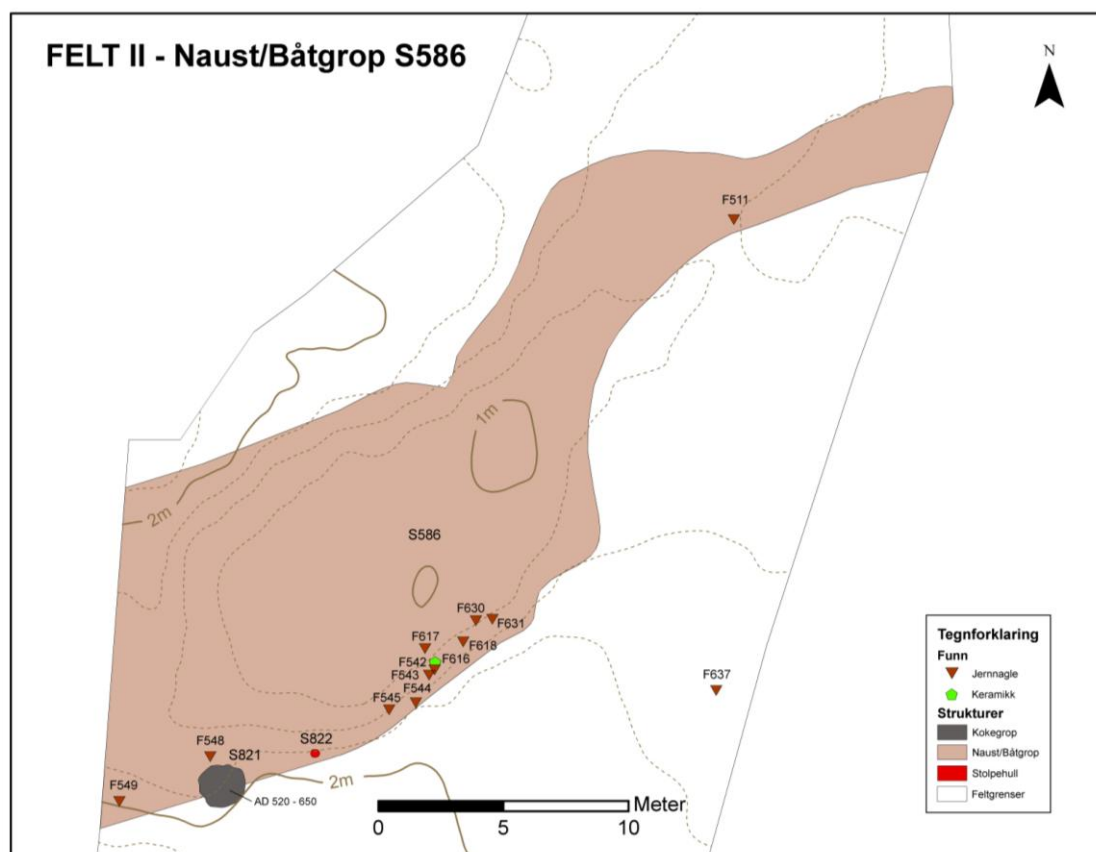 FELT II - Naust/Båtgrop S586
N
F511
1m
2m
S586
F630
F631
F617
F618
F542
F616
F543
F637
F544
F545
S822
F548
S821
2m
F549
AD 520 - 650
Meter
0 5 10
Tegnforklaring
Funn
Jernnagle
Keramikk
Strukturer
Kokegrop
Naust/Båtgrop
Stolpehull
Feltgrenser